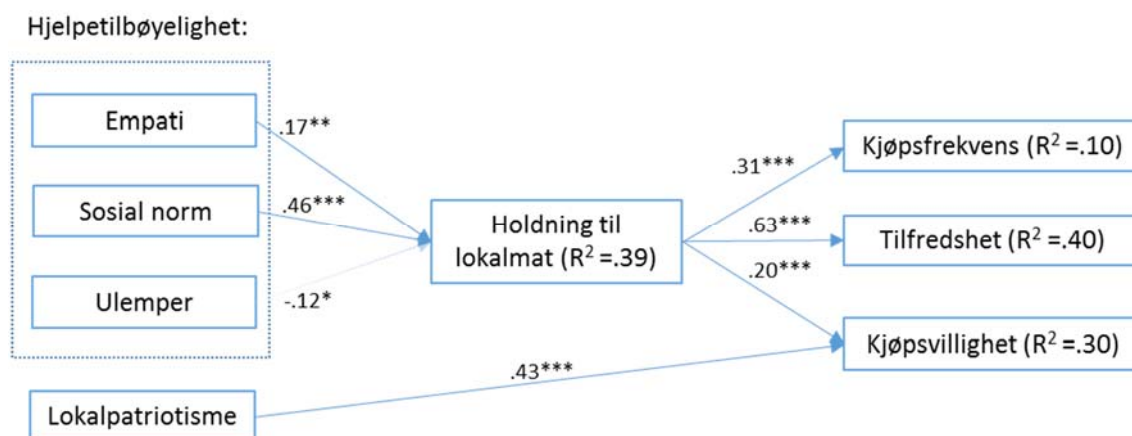 Hjelpetilbøyelighet:
Empati
.17**
Sosial norm
.46***
Ulemper
-.12*
Lokalpatriotisme
.43***
Holdning til
lokalmat (R² =.39)
.31***
.63***
.20***
Kjøpsfrekvens (R² =.10)
Tilfredshet (R² =.40)
Kjøpsvillighet (R² =.30)